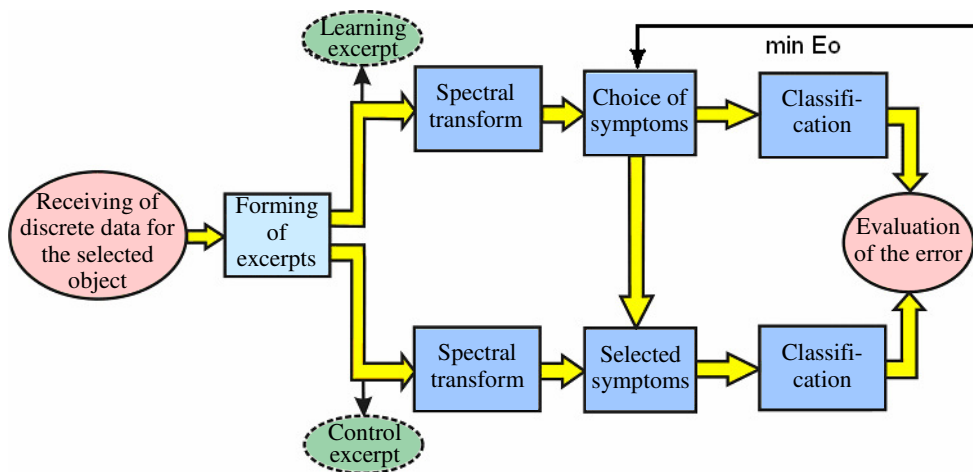 Learning
excerpt
min Eo
Spectral
transform
Choice of
symptoms
Classifi-
cation
Receiving of
discrete data for
the selected
object
Forming
of
excerpts
Evaluation
of the error
Spectral
transform
Selected
symptoms
Classifi-
cation
Control
excerpt